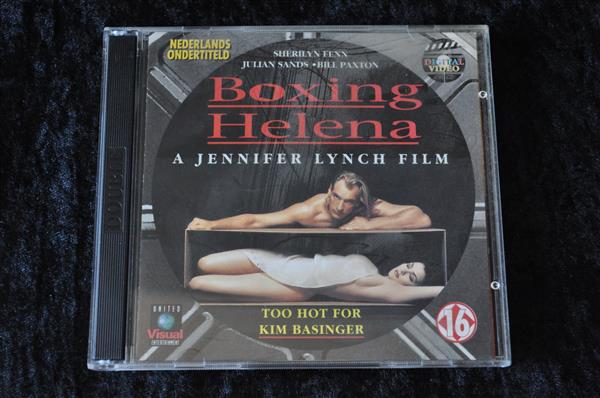 NEDERLANDS
ONDERTITELD
SHERILYN FENN
JULIAN SANDS • BILL PAXTON
DIGITAL
VIDEO
Boxing
Helena
A JENNIFER LYNCH FILM
TOO HOT FOR
KIM BASINGER
UNITED
Visual
ENTERTAINMENT
16